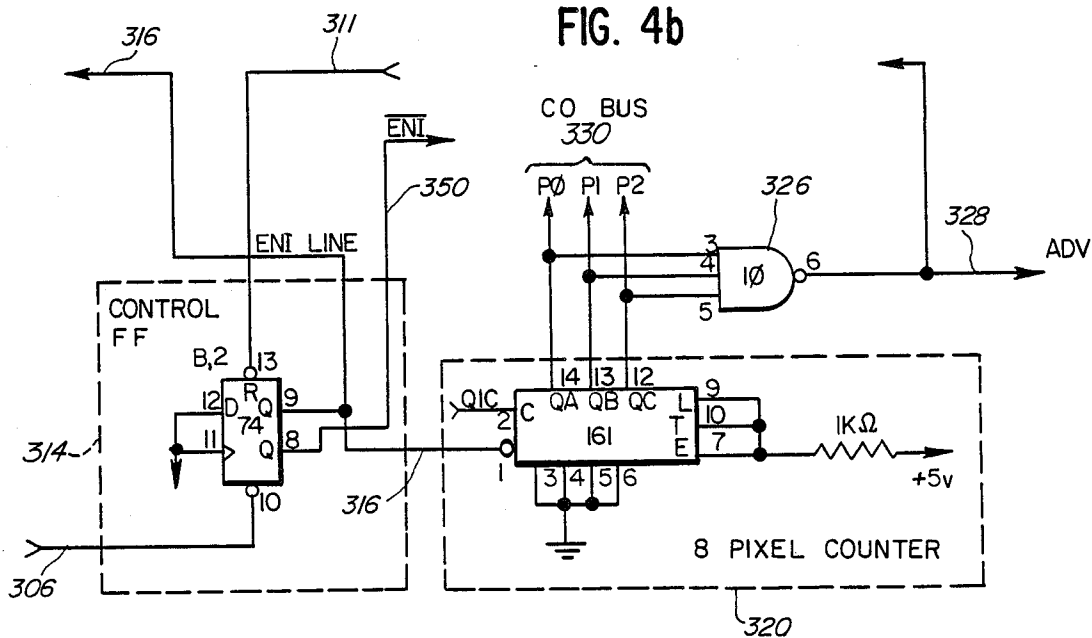 FIG. 4b
316
311
CO BUS
330
ENI
P0 P1 P2
326
350
328
ENI LINE
3
4
5
10
6
ADV
CONTROL
FF
B,2
13
R
12
D
Q
9
74
11
Q
8
10
314
306
316
14 13 12
QA QB QC
Q1C
C
2
161
1
L
T
E
9
10
7
3 4 5 6
1KΩ
+5v
8 PIXEL COUNTER
320